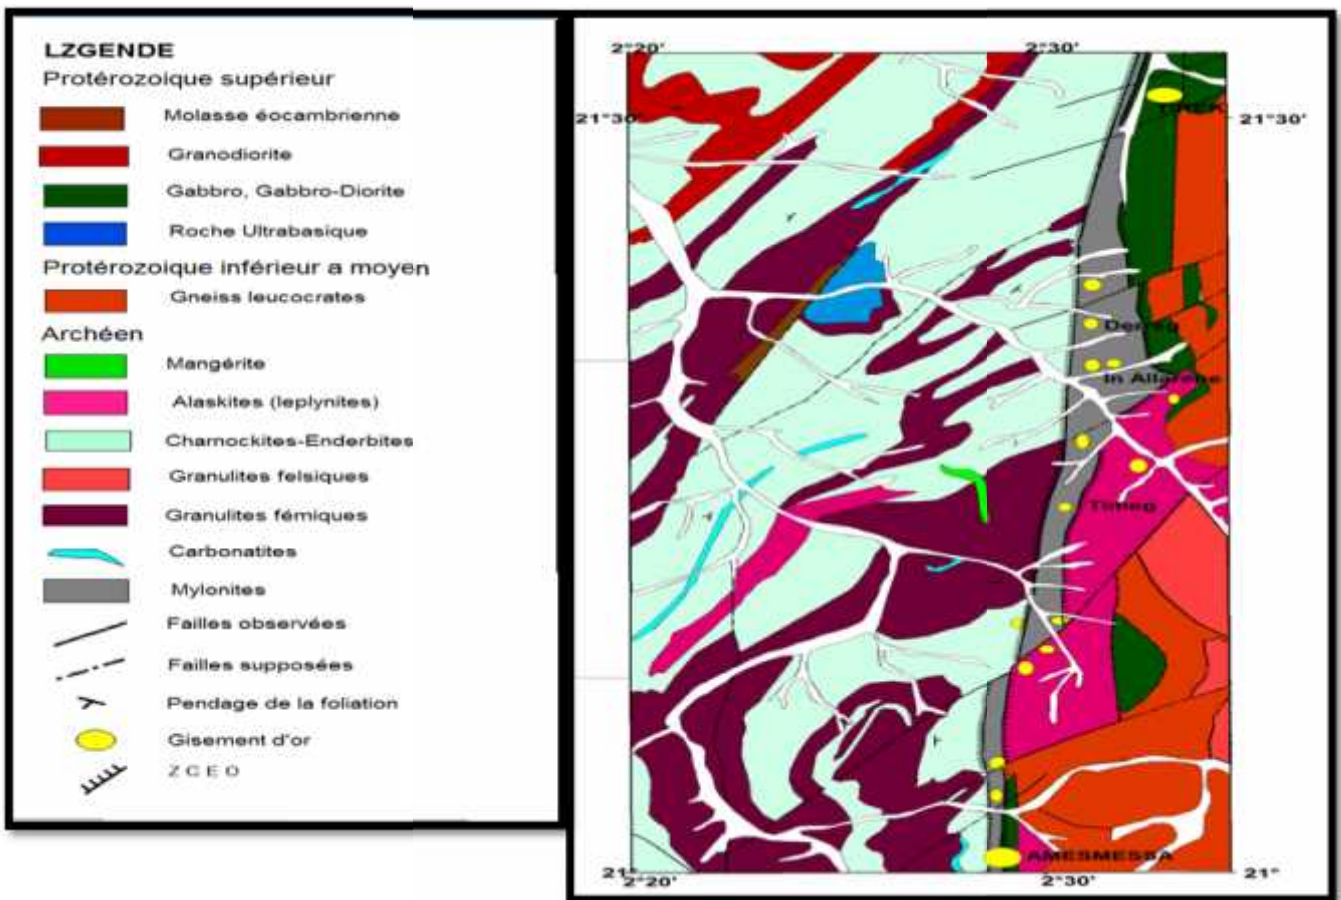 LZGENDE
Protérozoique supérieur
Molasse éocambrienne
Granodiorite
Gabbro, Gabbro-Diorite
Roche Ultrabasique
Protérozoique inférieur a moyen
Gneiss leucocrates
Archéen
Mangérite
Alaskites (leplynites)
Charnockites-Enderbites
Granulites felsiques
Granulites fémiques
Carbonatites
Mylonites
Failles observées
Failles supposées
Pendage de la foliation
Gisement d'or
Z C E O
2°20' 2°30'
21°30' 21°30'
In Allarene
Timeg
AMESMESSA
21° 21°
2°20' 2°30'